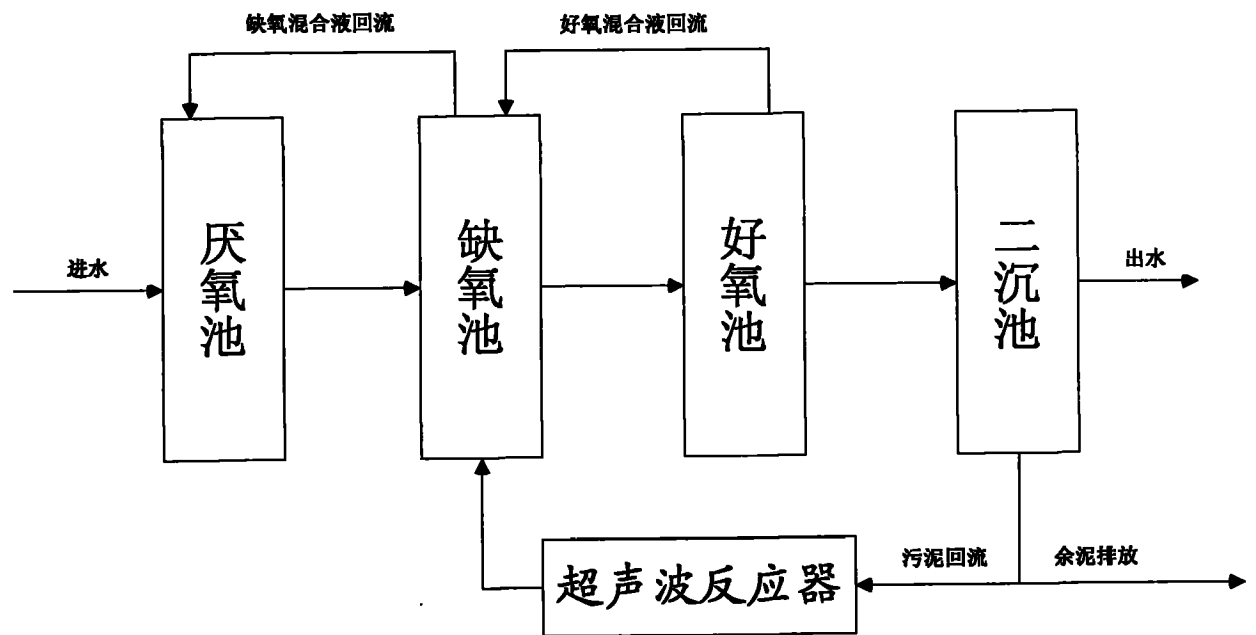 缺氧混合液回流
好氧混合液回流
进水
厌氧池
缺氧池
好氧池
二沉池
出水
污泥回流
余泥排放
超声波反应器